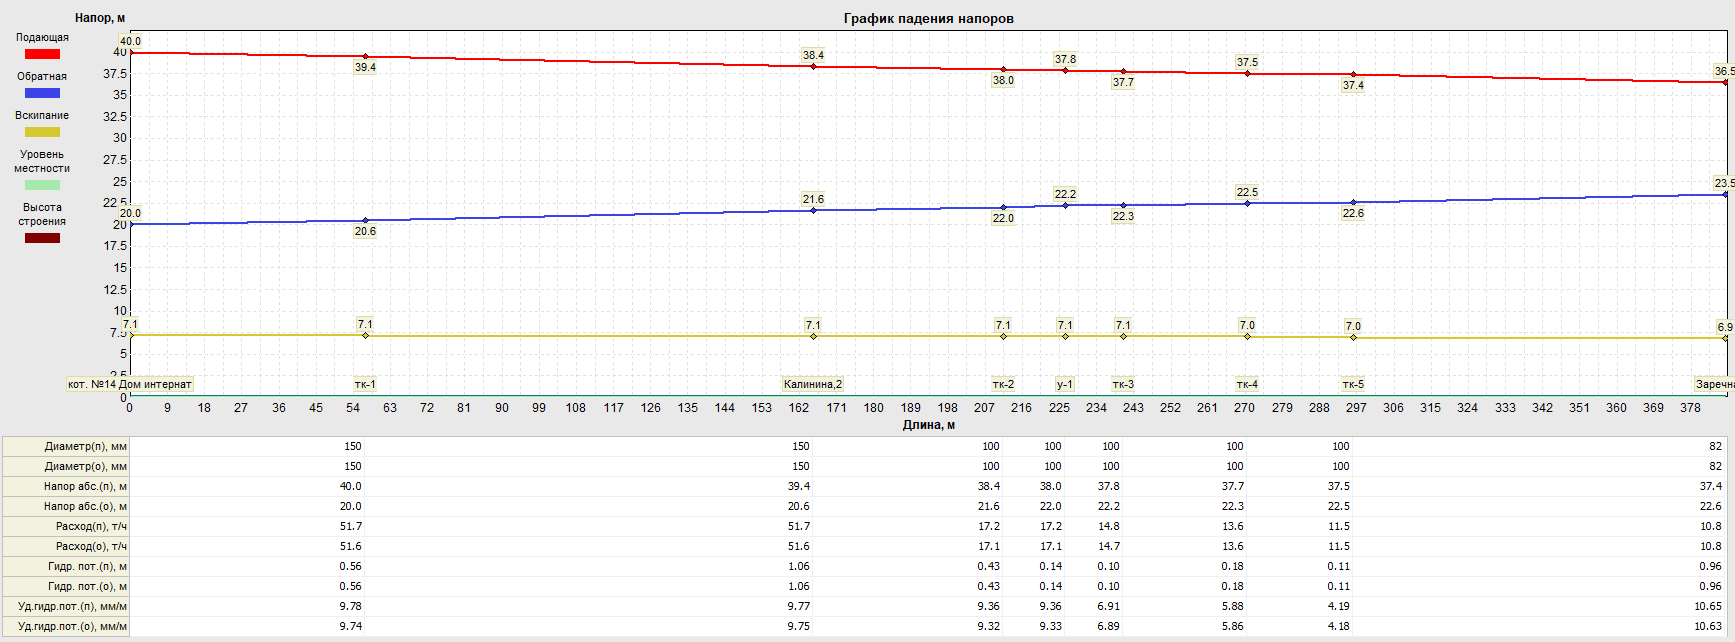 Напор, м
График падения напоров
Подающая
Обратная
Вскипание
Уровень
местности
Высота
строения
40
37.5
35
32.5
30
27.5
25
22.5
20
17.5
15
12.5
10
7.5
5
2.5
0
40.0
39.4
38.4
38.0
37.8
37.7
37.5
37.4
36.5
20.0
20.6
21.6
22.0
22.2
22.3
22.5
22.6
23.5
7.1
7.1
7.1
7.1
7.1
7.1
7.0
7.0
6.9
кот. №14 Дом интернат
тк-1
Калинина,2
тк-2
у-1
тк-3
тк-4
тк-5
Заречна
0 9 18 27 36 45 54 63 72 81 90 99 108 117 126 135 144 153 162 171 180 189 198 207 216 225 234 243 252 261 270 279 288 297 306 315 324 333 342 351 360 369 378
Длина, м
Диаметр(п), мм 150 150 100 100 100 100 100 82
Диаметр(о), мм 150 150 100 100 100 100 100 82
Напор абс.(п), м 40.0 39.4 38.4 38.0 37.8 37.7 37.5 37.4
Напор абс.(о), м 20.0 20.6 21.6 22.0 22.2 22.3 22.5 22.6
Расход(п), т/ч 51.7 51.7 17.2 17.2 14.8 13.6 11.5 10.8
Расход(о), т/ч 51.6 51.6 17.1 17.1 14.7 13.6 11.5 10.8
Гидр. пот.(п), м 0.56 1.06 0.43 0.14 0.10 0.18 0.11 0.96
Гидр. пот.(о), м 0.56 1.06 0.43 0.14 0.10 0.18 0.11 0.96
Уд.гидр.пот.(п), мм/м 9.78 9.77 9.36 9.36 6.91 5.88 4.19 10.65
Уд.гидр.пот.(о), мм/м 9.74 9.75 9.32 9.33 6.89 5.86 4.18 10.63